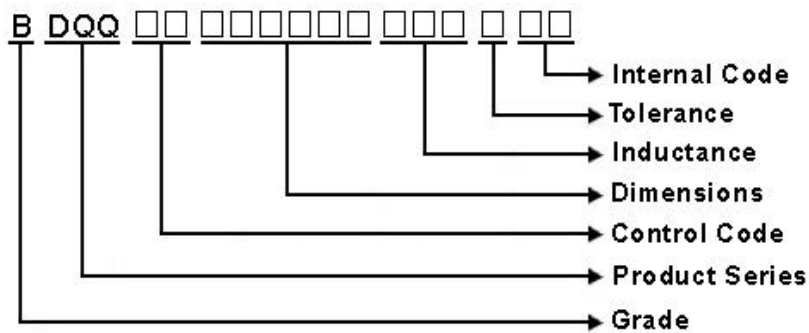 B DQQ □□ □□□□□□ □□□ □ □□
Internal Code
Tolerance
Inductance
Dimensions
Control Code
Product Series
Grade